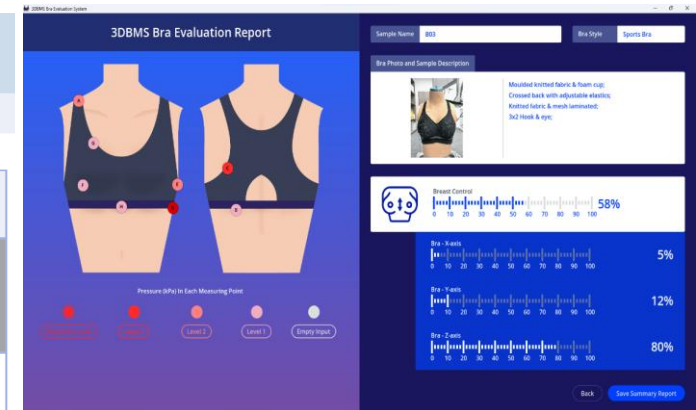 3DBMS Bra Evaluation System
3DBMS Bra Evaluation Report
Pressure (kPa) In Each Measuring Point
Level 2
Level 1
Empty Input
Sample Name
B03
Bra Style
Sports Bra
Bra Photo and Sample Description
Moulded knitted fabric & foam cup;
Crossed back with adjustable elastics;
Knitted fabric & mesh laminated;
3x2 Hook & eye;
Breast Control
58%
0 10 20 30 40 50 60 70 80 90 100
Bra - X-axis
5%
0 10 20 30 40 50 60 70 80 90 100
Bra - Y-axis
12%
0 10 20 30 40 50 60 70 80 90 100
Bra - Z-axis
80%
0 10 20 30 40 50 60 70 80 90 100
Back
Save Summary Report